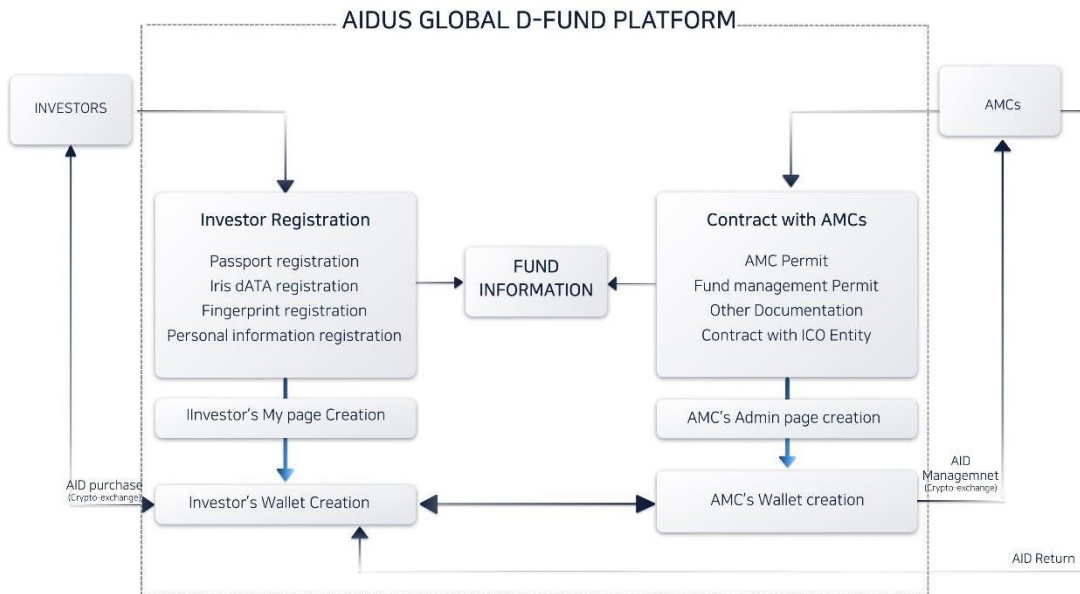 AIDUS GLOBAL D-FUND PLATFORM
INVESTORS
AMCs
Investor Registration
Passport registration
Iris dATA registration
Fingerprint registration
Personal information registration
FUND
INFORMATION
Contract with AMCs
AMC Permit
Fund management Permit
Other Documentation
Contract with ICO Entity
IInvestor's My page Creation
AMC's Admin page creation
AID purchase
(Crypto-exchange)
Investor's Wallet Creation
AMC's Wallet creation
AID
Managemnet
(Crypto-exchange)
AID Return